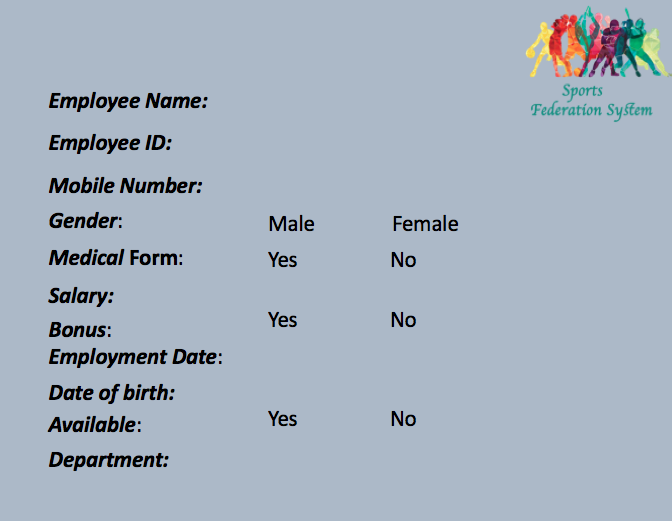 Sports
Federation System
Employee Name:
Employee ID:
Mobile Number:
Gender: Male Female
Medical Form: Yes No
Salary:
Bonus: Yes No
Employment Date:
Date of birth:
Available: Yes No
Department: